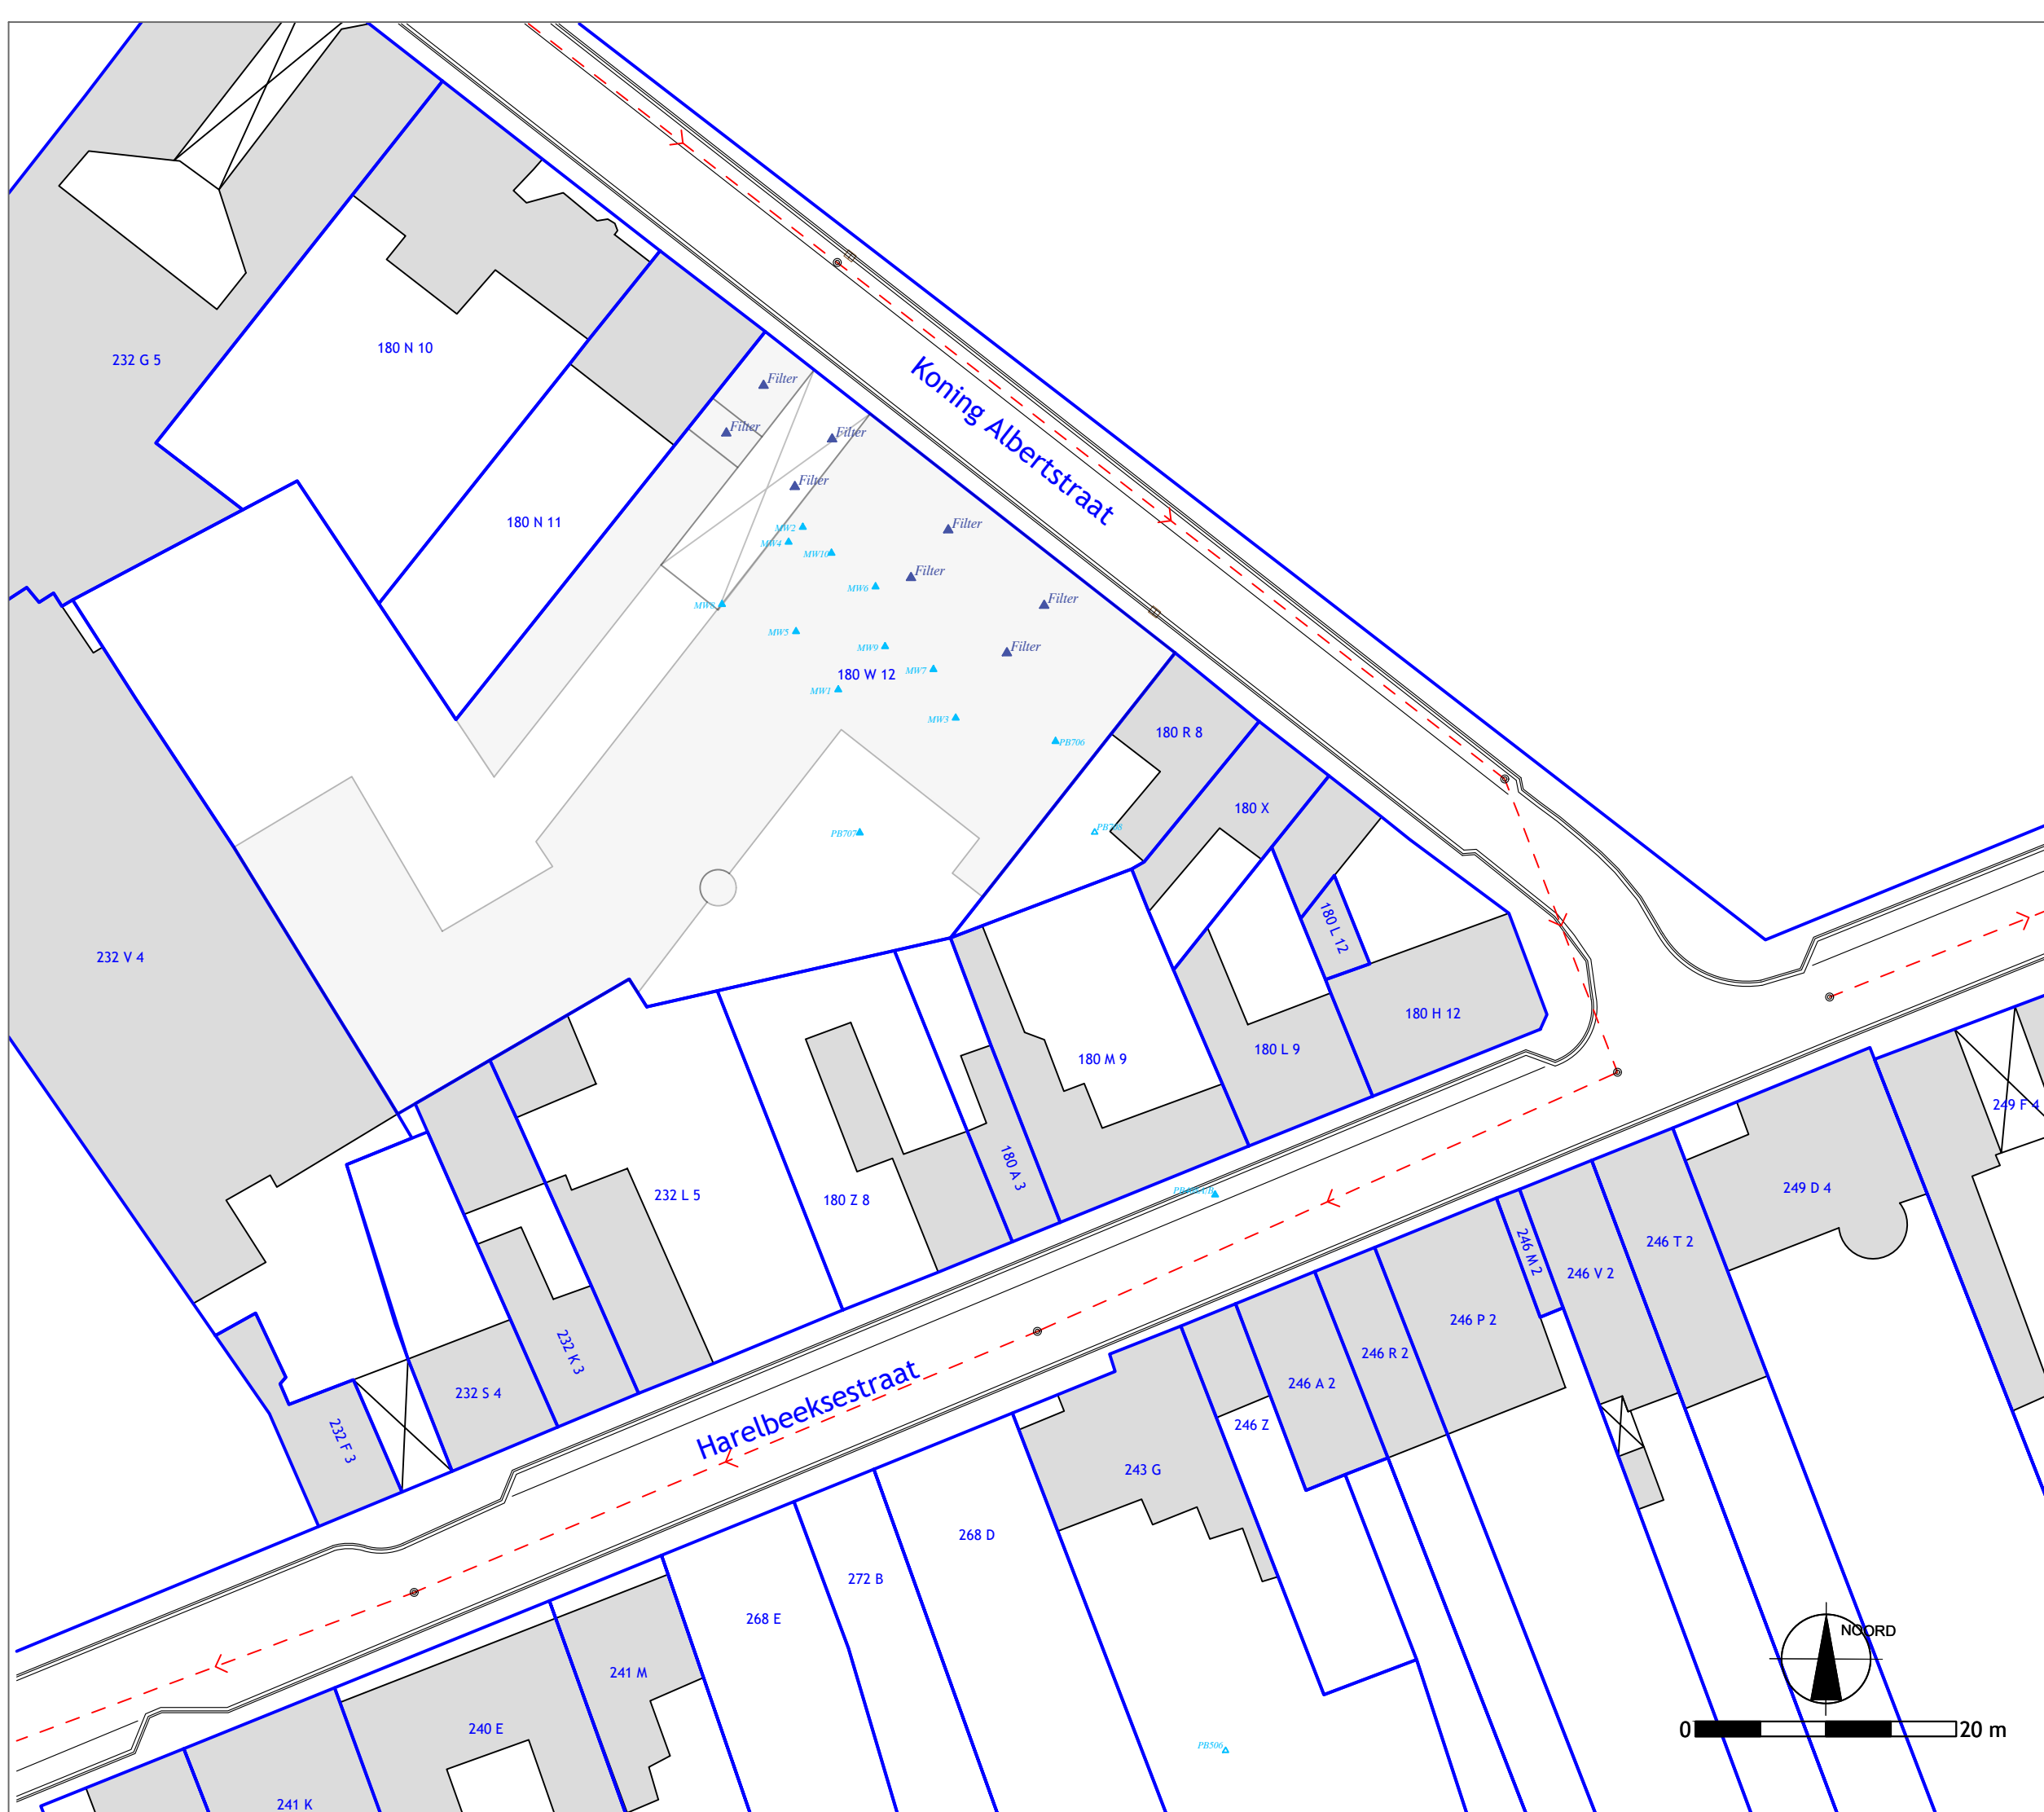 232 G 5
180 N 10
Koning Albertstraat
Filter
Filter
Filter
Filter
180 N 11
Filter
MW2
MW4
MW10
Filter
MW6
Filter
MW5
MW9
Filter
180 W 12
MW7
MW1
MW3
PB706
180 R 8
180 X
PB707
180 L 12
232 V 4
180 H 12
180 L 9
180 M 9
249 F 4
180 A 3
249 D 4
232 L 5
180 Z 8
246 T 2
246 M 2
246 V 2
246 P 2
246 R 2
232 K 3
246 A 2
232 S 4
Harelbeeksestraat
246 Z
232 F 3
243 G
268 D
272 B
268 E
NOORD
241 M
240 E
0
20 m
PB506
241 K